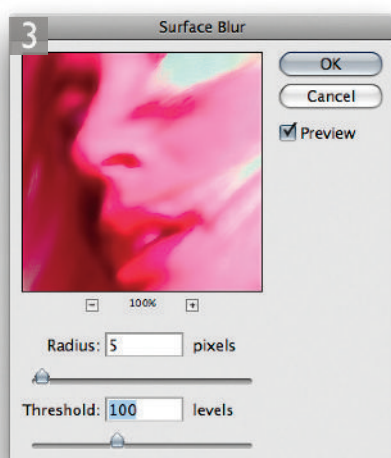 3
Surface Blur
OK
Cancel
Preview
100%
Radius: 5 pixels
Threshold: 100 levels